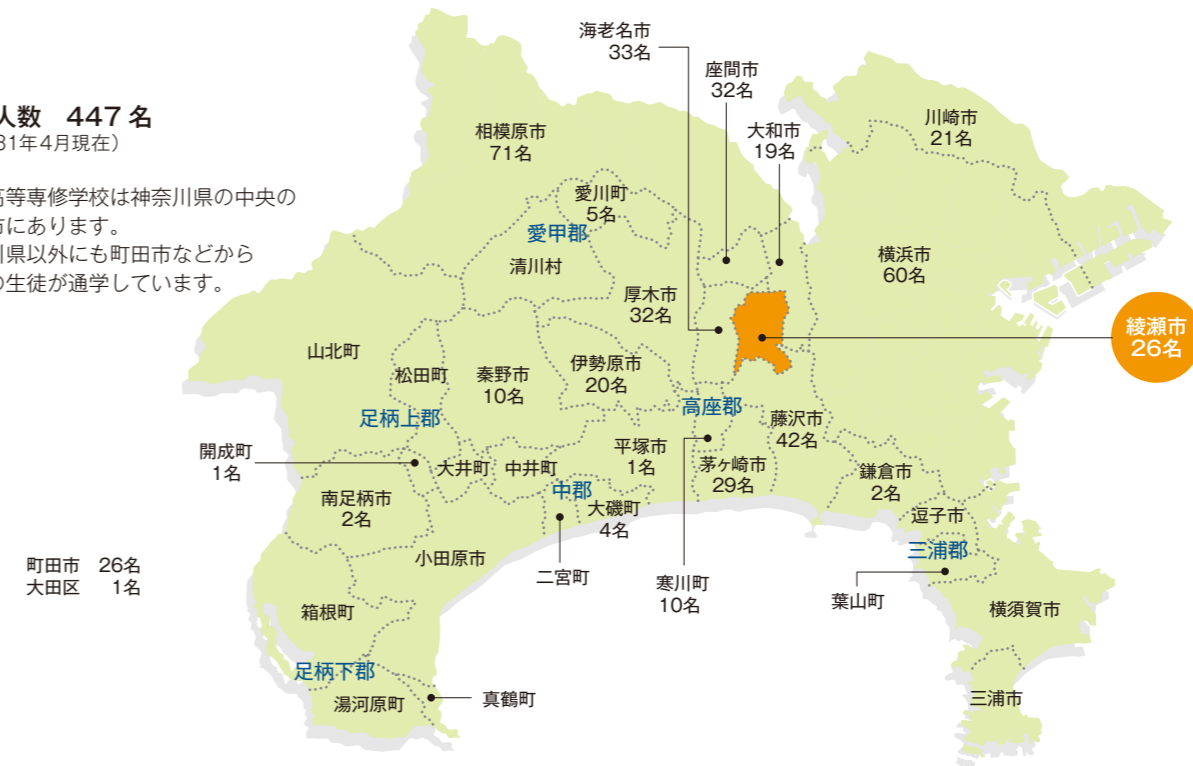 人数 447名
31年4月現在）
高等専修学校は神奈川県の中央の
市にあります。
川県以外にも町田市などから
の生徒が通学しています。
海老名市
33名
座間市
32名
大和市
19名
川崎市
21名
相模原市
71名
愛川町
5名
愛甲郡
清川村
横浜市
60名
厚木市
32名
綾瀬市
26名
山北町
松田町
秦野市
10名
伊勢原市
20名
足柄上郡
高座郡
藤沢市
42名
開成町
1名
大井町
中井町
平塚市
1名
茅ヶ崎市
29名
鎌倉市
2名
南足柄市
2名
中郡
大磯町
4名
逗子市
三浦郡
町田市 26名
大田区 1名
小田原市
二宮町
寒川町
10名
葉山町
箱根町
横須賀市
足柄下郡
湯河原町
真鶴町
三浦市